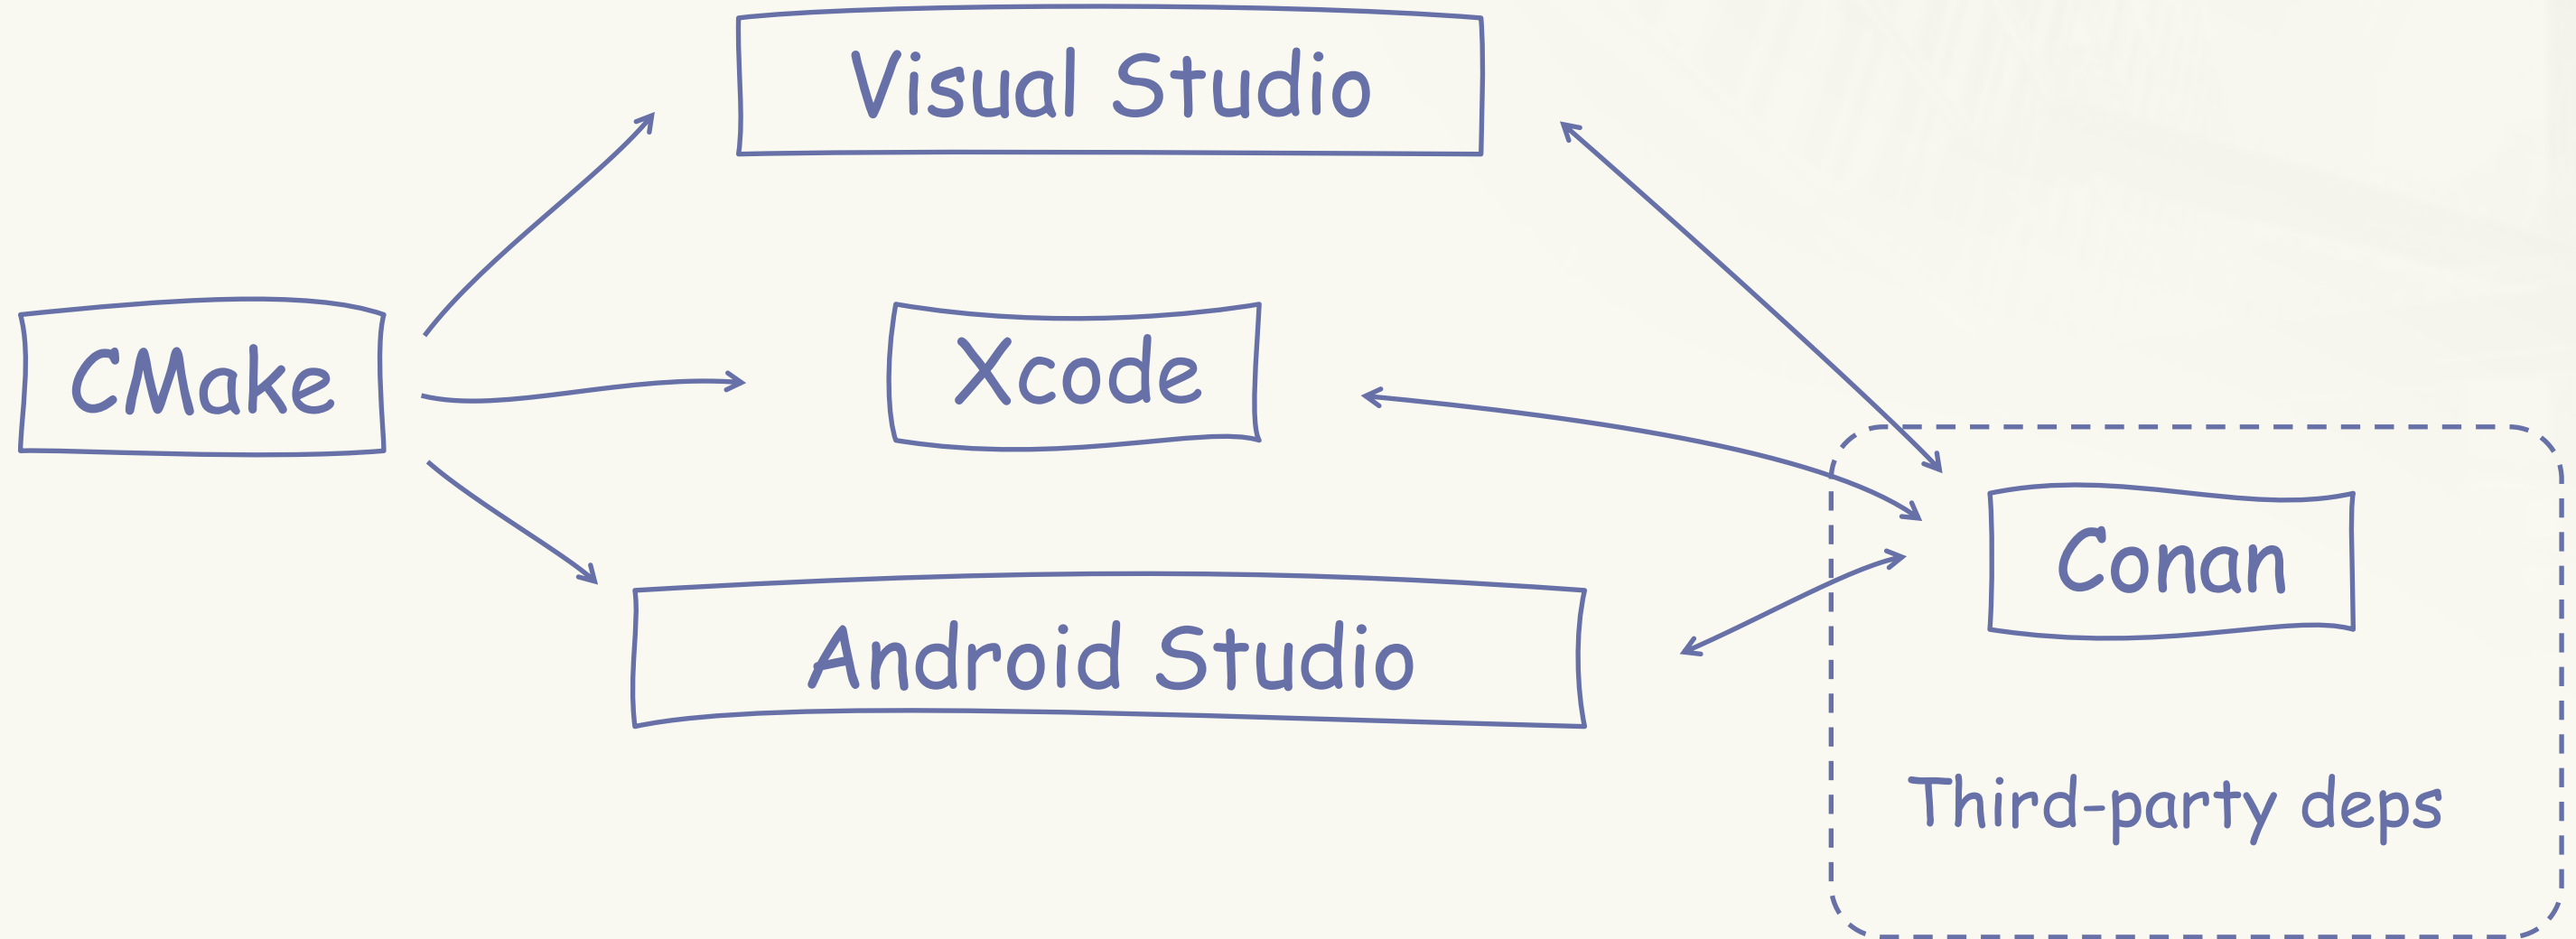 Visual Studio
CMake
Xcode
Conan
Android Studio
Third-party deps